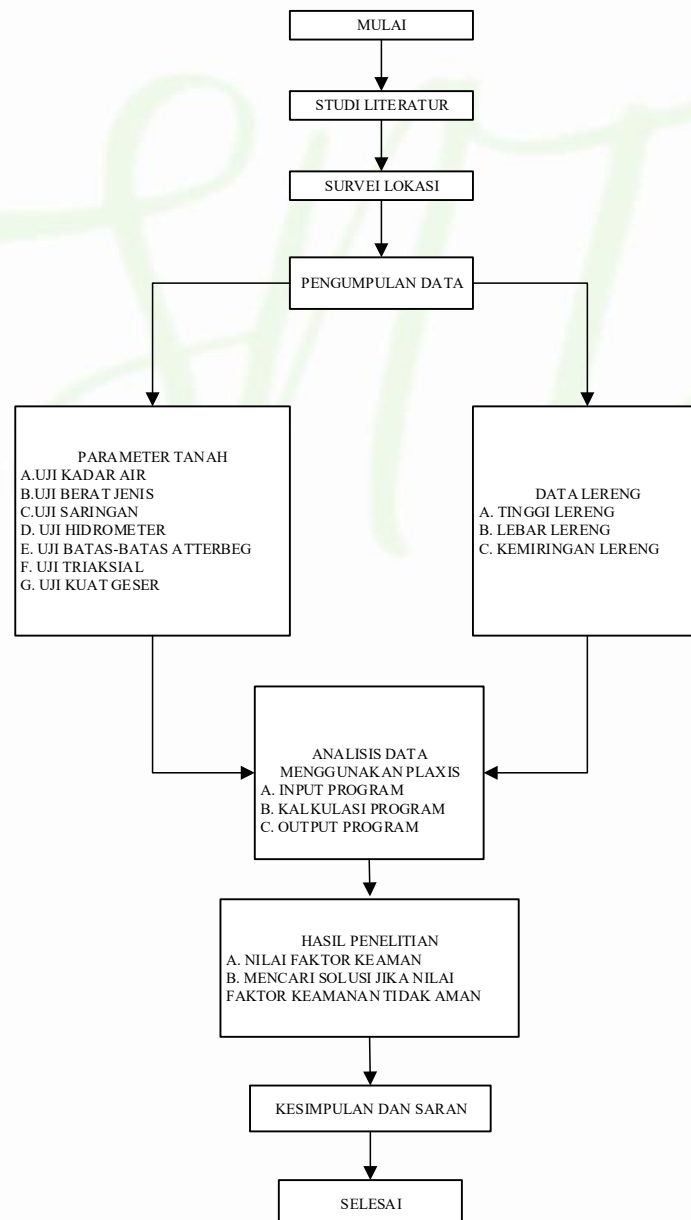 MULAI
STUDI LITERATUR
SURVEI LOKASI
PENGUMPULAN DATA
PARAMETER TANAH
A.UJI KADAR AIR
B.UJI BERAT JENIS
C.UJI SARINGAN
D. UJI HIDROMETER
E. UJI BATAS-BATAS ATTERBEG
F. UJI TRIAKSIAL
G. UJI KUAT GESER
DATA LERENG
A. TINGGI LERENG
B. LEBAR LERENG
C. KEMIRINGAN LERENG
ANALISIS DATA
MENGGUNAKAN PLAXIS
A. INPUT PROGRAM
B. KALKULASI PROGRAM
C. OUTPUT PROGRAM
HASIL PENELITIAN
A. NILAI FAKTOR KEAMAN
B. MENCARI SOLUSI JIKA NILAI
FAKTOR KEAMANAN TIDAK AMAN
KESIMPULAN DAN SARAN
SELESAI